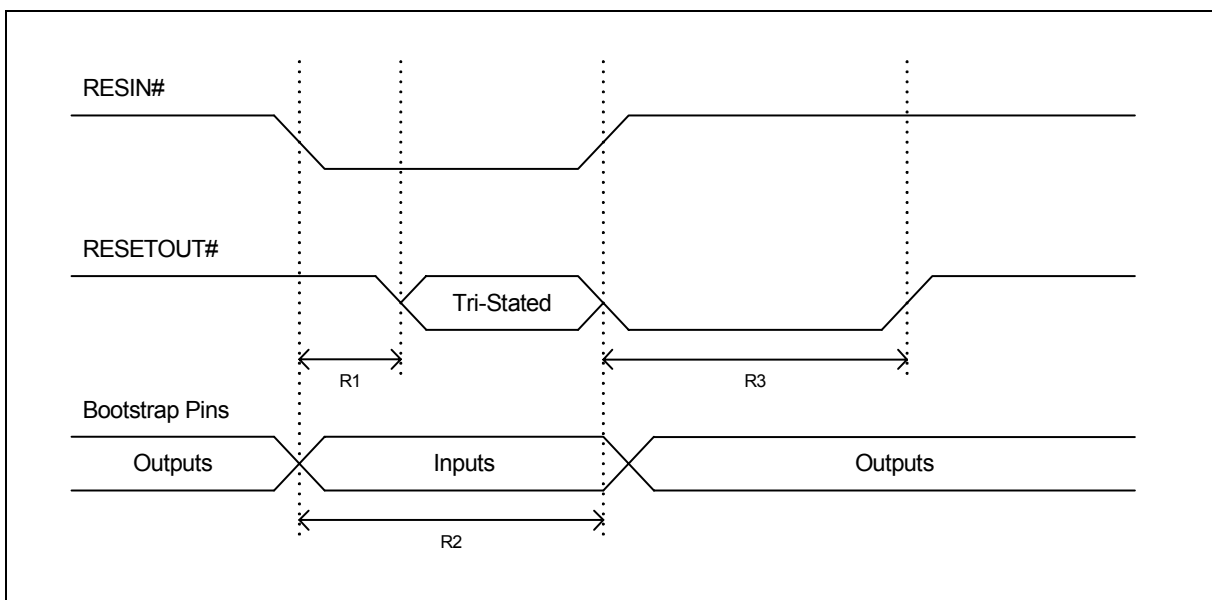 RESIN#
RESETOUT#
Tri-Stated
R1
R3
Bootstrap Pins
Outputs
Inputs
Outputs
R2